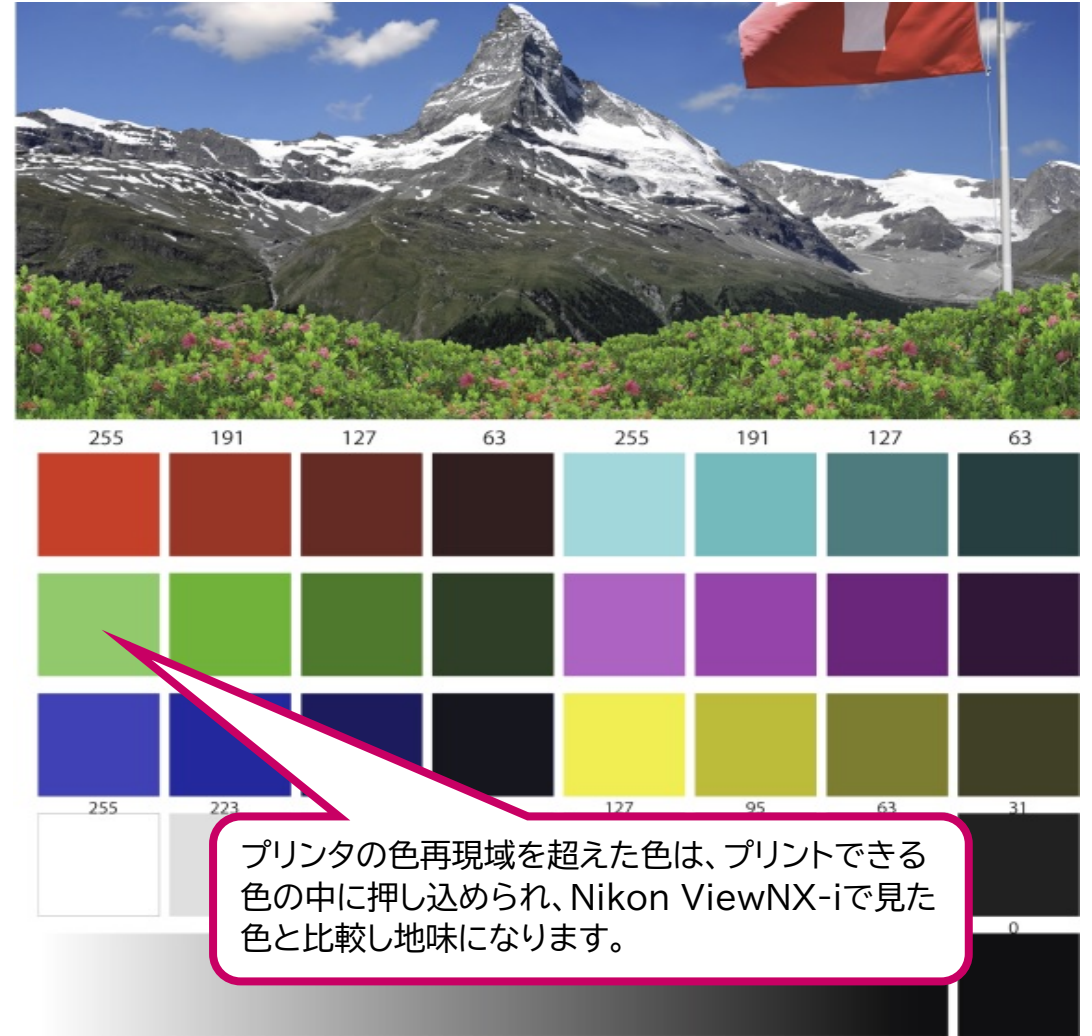 255 191 127 63 255 191 127 63
255 223 127 95 63 31
プリンタの色再現域を超えた色は、プリントできる
色の中に押し込められ、Nikon ViewNX-iで見た
色と比較し地味になります。
0